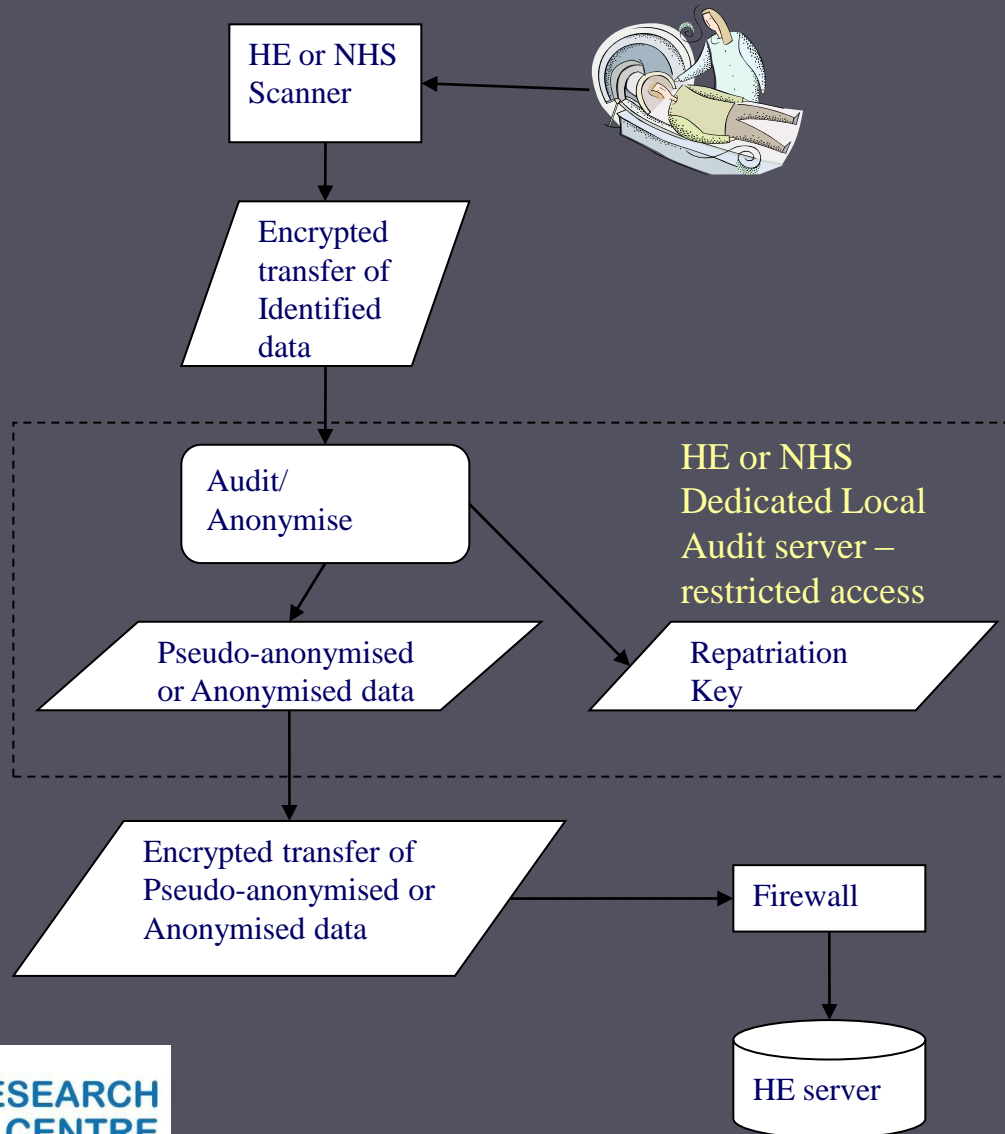 HE or NHS
Scanner
Encrypted
transfer of
Identified
data
Audit/
Anonymise
HE or NHS
Dedicated Local
Audit server –
restricted access
Pseudo-anonymised
or Anonymised data
Repatriation
Key
Encrypted transfer of
Pseudo-anonymised or
Anonymised data
Firewall
HE server
ESEARCH
CENTRE